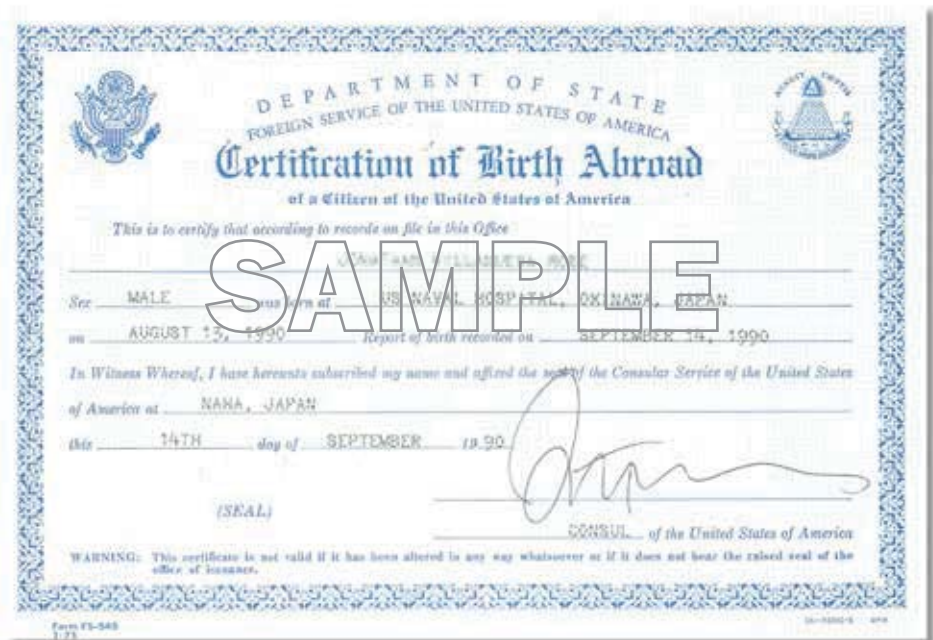 DEPARTMENT OF STATE
FOREIGN SERVICE OF THE UNITED STATES OF AMERICA
Certification of Birth Abroad
of a Citizen of the United States of America
This is to certify that according to records on file in this Office
SAMPLE
Sex MALE was born at US NAVAL HOSPITAL, OKINAWA, JAPAN
on AUGUST 13, 1990 Report of birth recorded on SEPTEMBER 14, 1990
In Witness Whereof, I have hereunto subscribed my name and affixed the seal of the Consular Service of the United States
of America at NAHA, JAPAN
this 14TH day of SEPTEMBER 19 90
(SEAL)
CONSUL of the United States of America
WARNING: This certificate is not valid if it has been altered in any way whatsoever or if it does not bear the raised seal of the
office of issuance.
Form FS-545